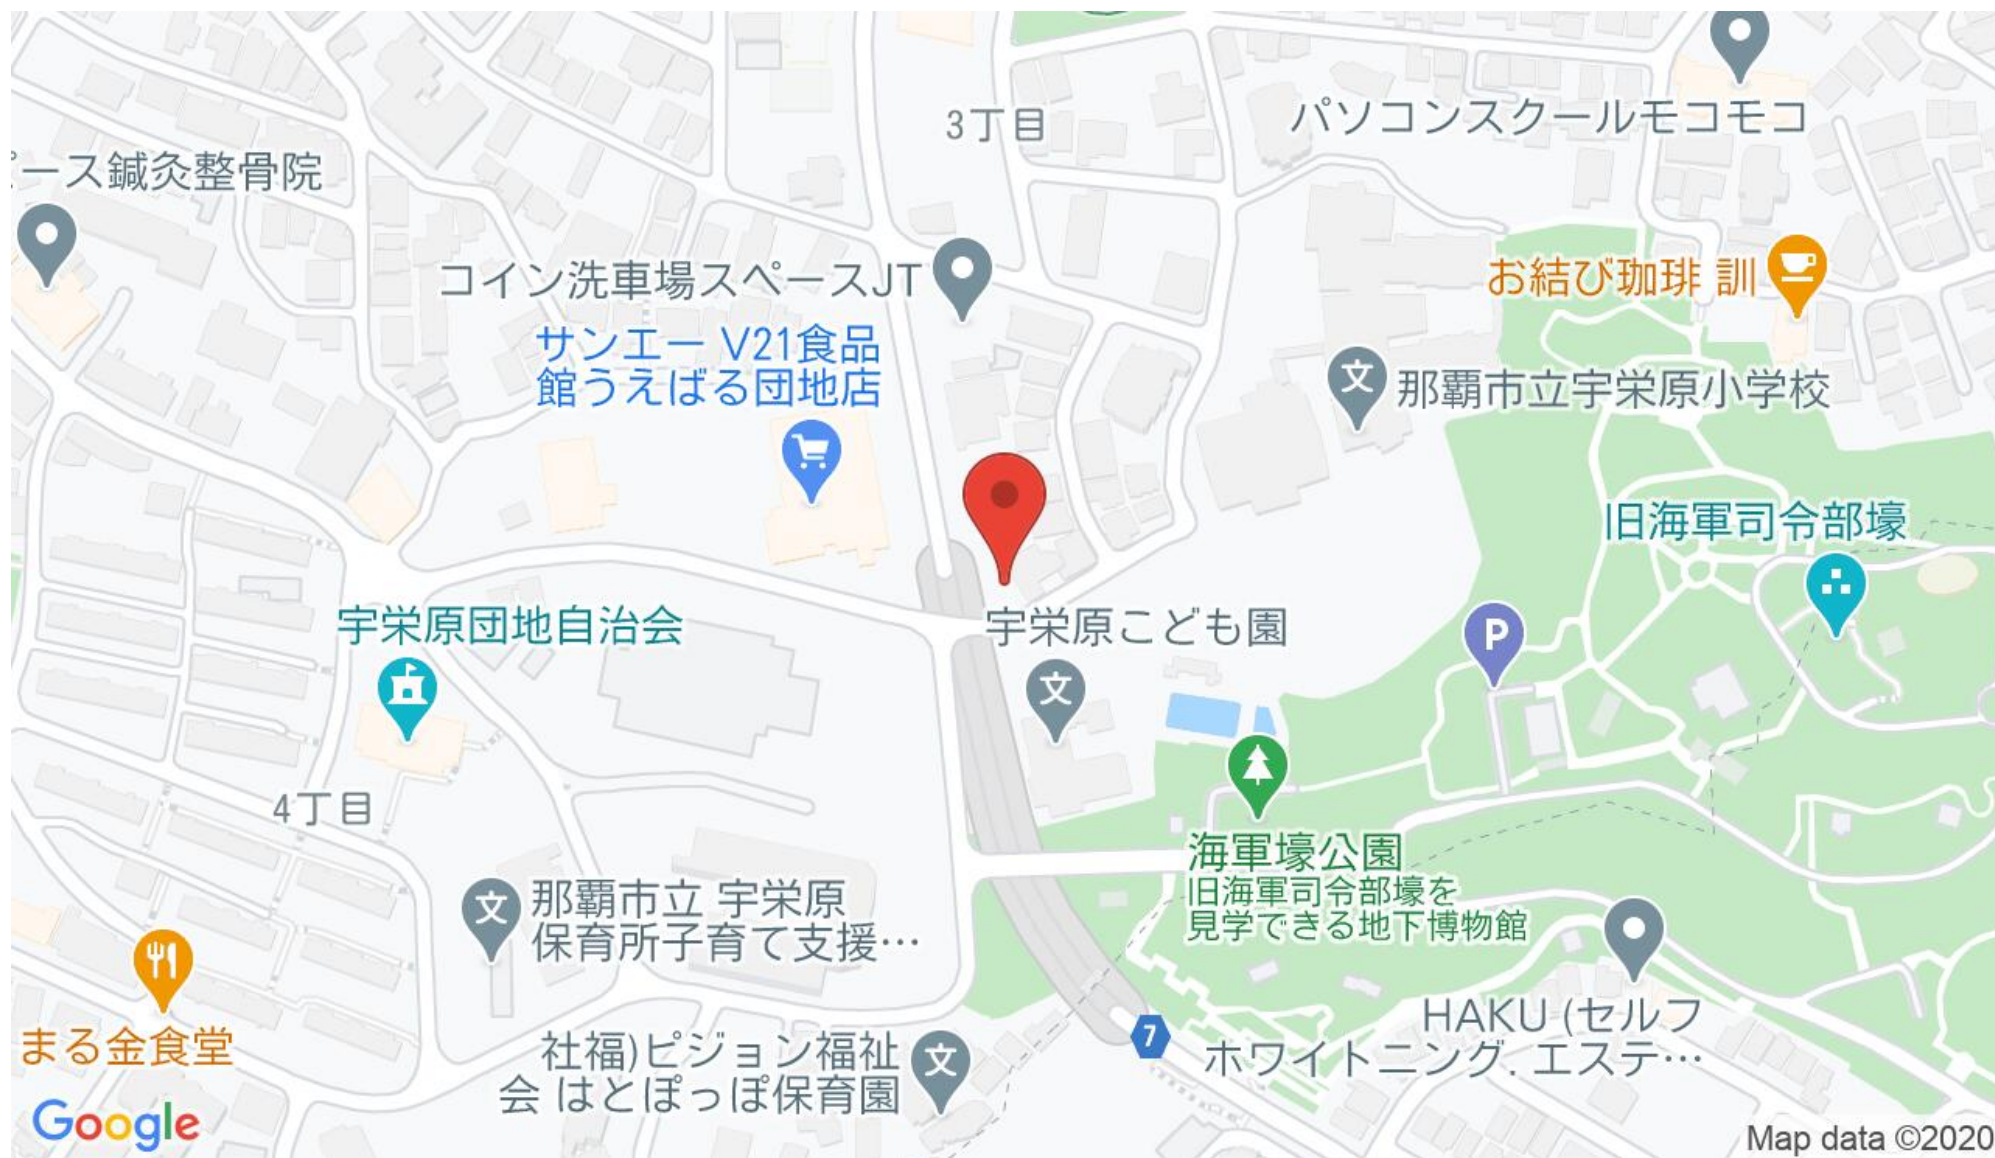 3丁目
パソコンスクールモコモコ
ース鍼灸整骨院
コイン洗車場スペースJT
お結び珈琲 訓
サンエー V21食品
館うえばる団地店
文
那覇市立宇栄原小学校
旧海軍司令部壕
宇栄原団地自治会
宇栄原こども園
P
文
4丁目
海軍壕公園
旧海軍司令部壕を
見学できる地下博物館
文
那覇市立 宇栄原
保育所子育て支援…
まる金食堂
HAKU (セルフ
ホワイトニング. エステ…
7
社福)ピジョン福祉
会 はとぽっぽ保育園
文
Google
Map data ©2020